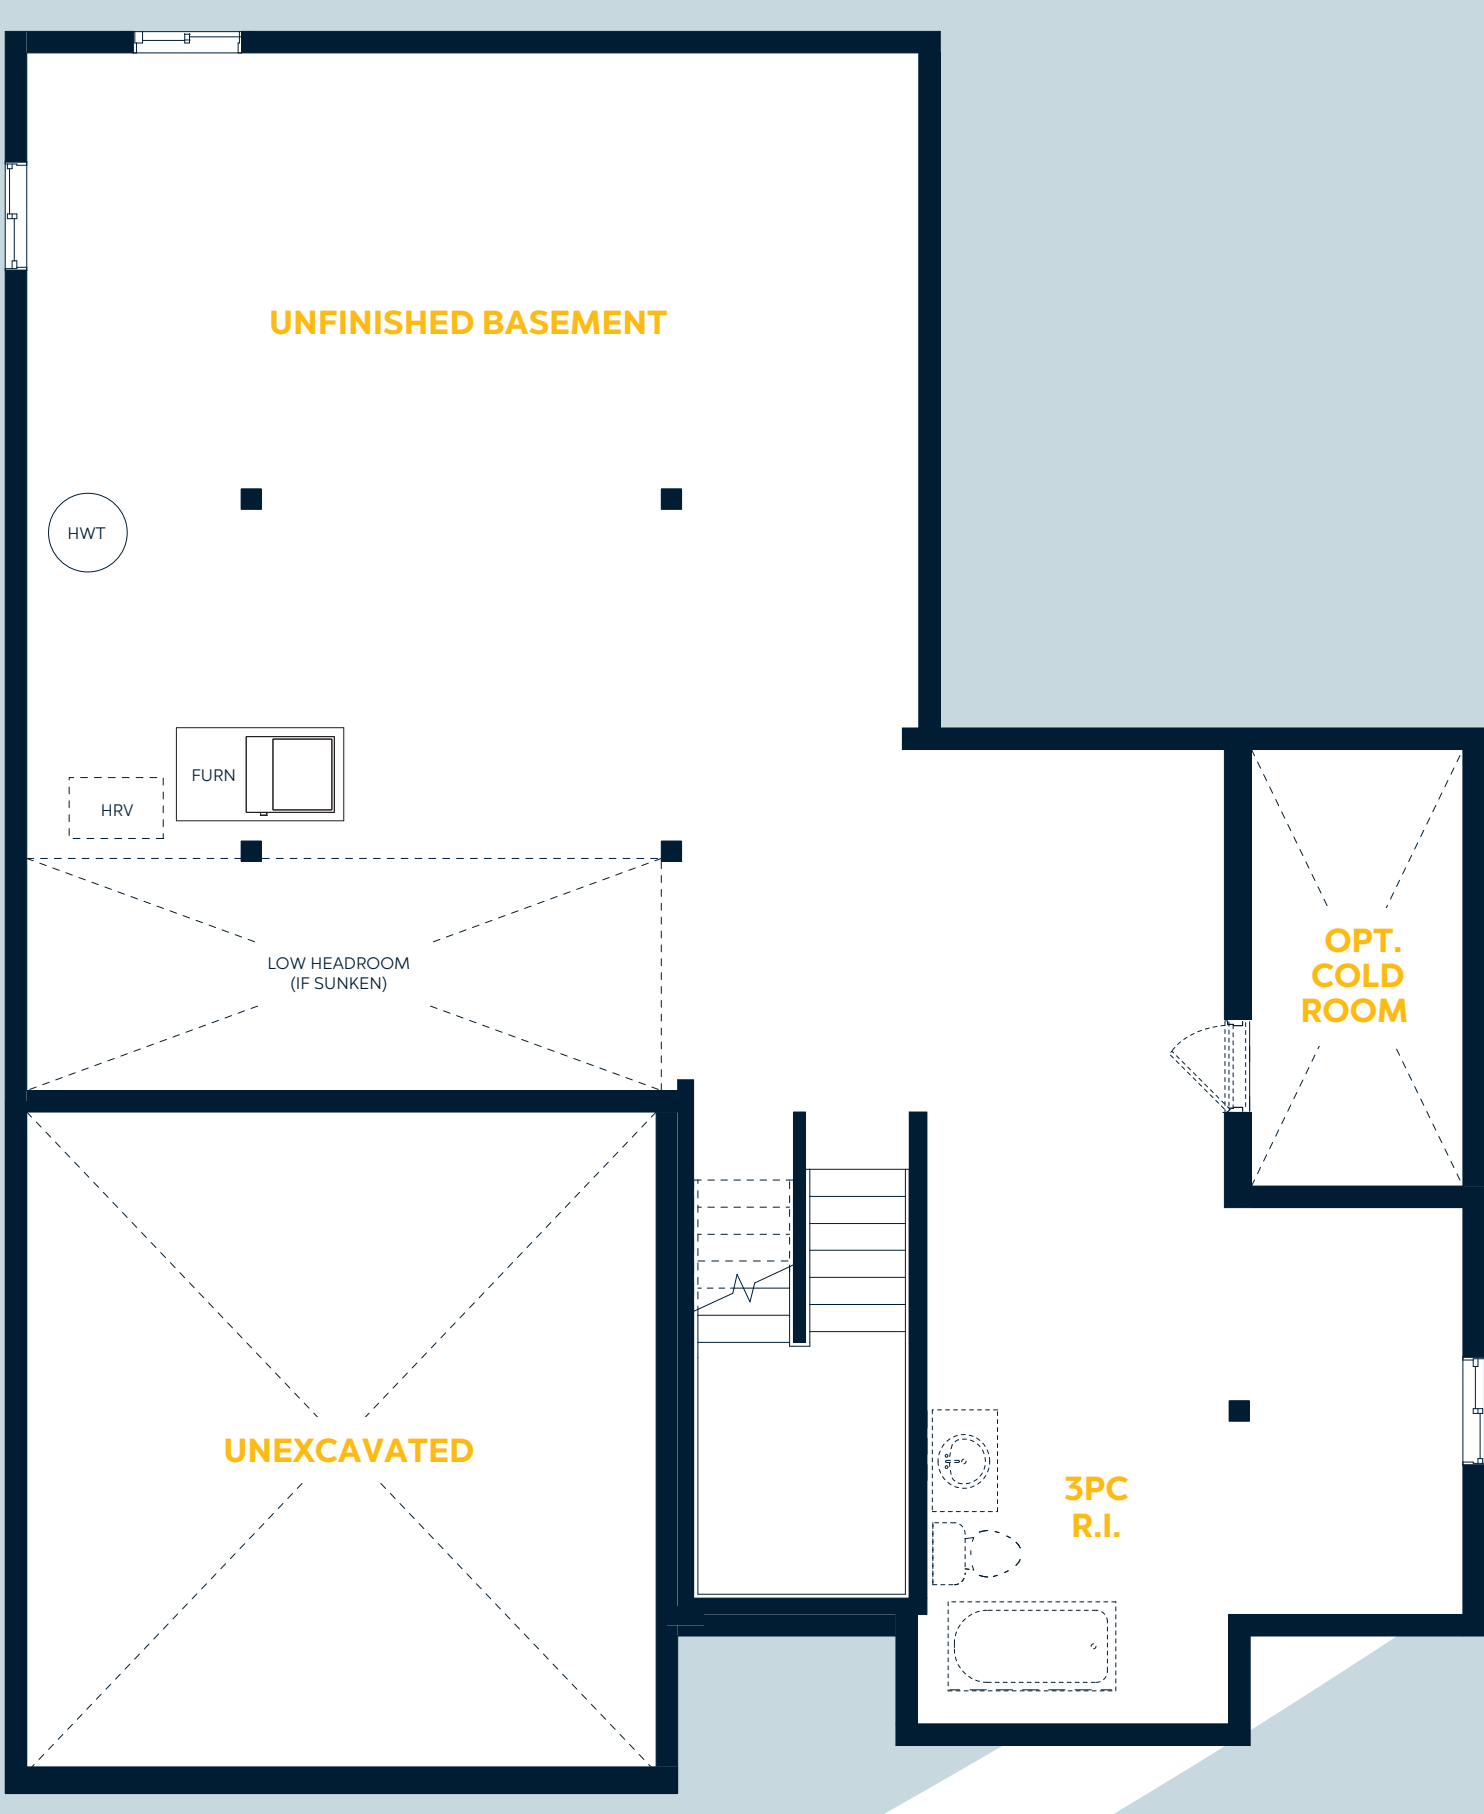 UNFINISHED BASEMENT
HWT
FURN
HRV
LOW HEADROOM
(IF SUNKEN)
OPT.
COLD
ROOM
UNEXCAVATED
3PC
R.I.